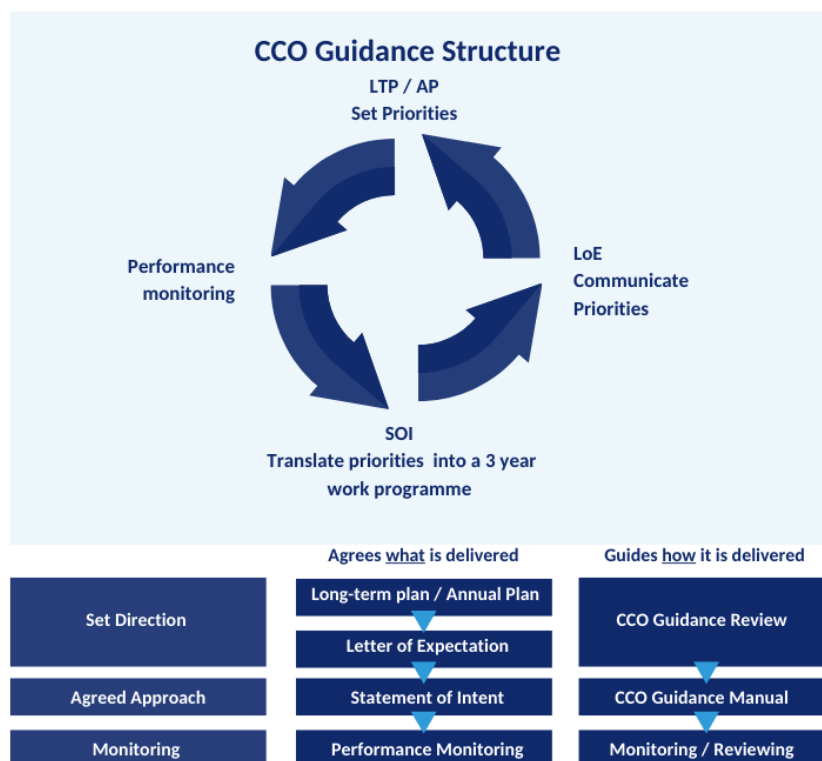 CCO Guidance Structure
LTP / AP
Set Priorities
Performance
monitoring
LoE
Communicate
Priorities
SOI
Translate priorities into a 3 year
work programme
Agrees what is delivered
Guides how it is delivered
Set Direction
Long-term plan / Annual Plan
Letter of Expectation
CCO Guidance Review
Agreed Approach
Statement of Intent
CCO Guidance Manual
Monitoring
Performance Monitoring
Monitoring / Reviewing